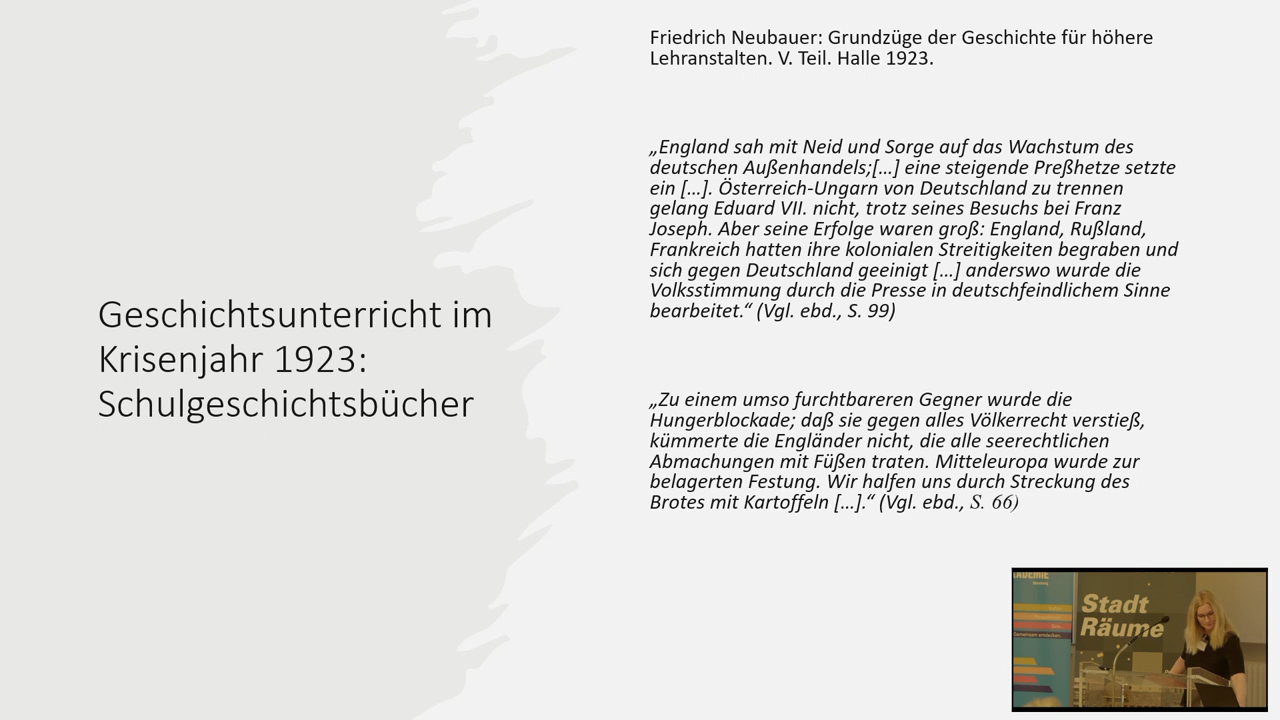 Geschichtsunterricht im
Krisenjahr 1923:
Schulgeschichtsbücher
Friedrich Neubauer: Grundzüge der Geschichte für höhere
Lehranstalten. V. Teil. Halle 1923.
„England sah mit Neid und Sorge auf das Wachstum des
deutschen Außenhandels;[…] eine steigende Preßhetze setzte
ein […]. Österreich-Ungarn von Deutschland zu trennen
gelang Eduard VII. nicht, trotz seines Besuchs bei Franz
Joseph. Aber seine Erfolge waren groß: England, Rußland,
Frankreich hatten ihre kolonialen Streitigkeiten begraben und
sich gegen Deutschland geeinigt […] anderswo wurde die
Volksstimmung durch die Presse in deutschfeindlichem Sinne
bearbeitet.“ (Vgl. ebd., S. 99)
„Zu einem umso furchtbareren Gegner wurde die
Hungerblockade; daß sie gegen alles Völkerrecht verstieß,
kümmerte die Engländer nicht, die alle seerechtlichen
Abmachungen mit Füßen traten. Mitteleuropa wurde zur
belagerten Festung. Wir halfen uns durch Streckung des
Brotes mit Kartoffeln […].“ (Vgl. ebd., S. 66)
Stadt
Räume